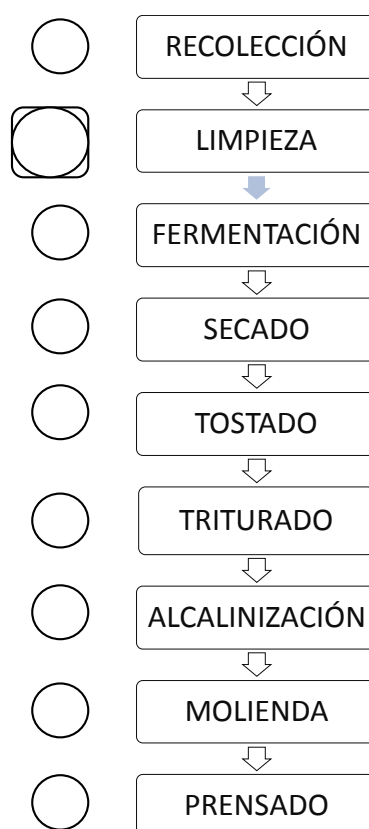 RECOLECCIÓN
LIMPIEZA
FERMENTACIÓN
SECADO
TOSTADO
TRITURADO
ALCALINIZACIÓN
MOLIENDA
PRENSADO